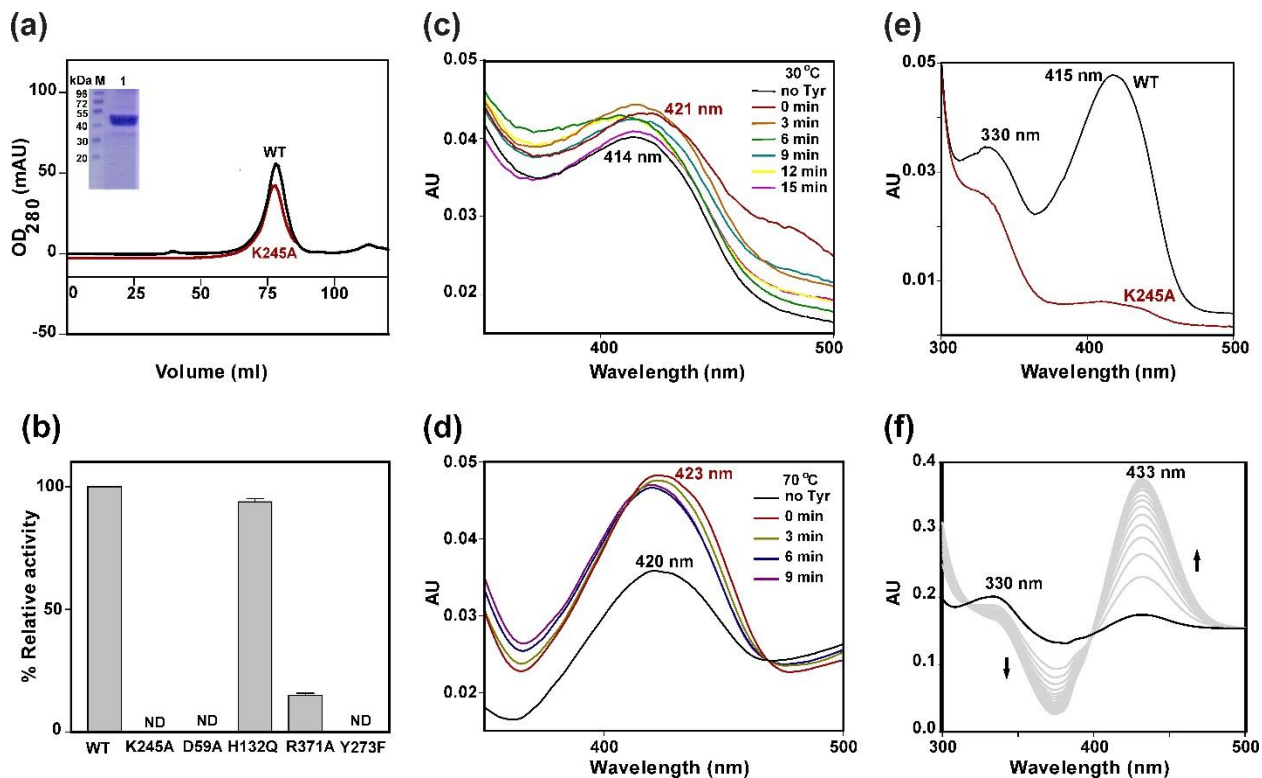 (a)
kDa M 1
96
72
55
40
30
20
100
50
0
-50
OD280 (mAU)
WT
K245A
0 50 75 100
Volume (ml)
(b)
100
50
0
% Relative activity
ND ND ND
WT K245A D59A H132Q R371A Y273F
(c)
0.05
0.04
0.03
0.02
AU
30 °C
no Tyr
0 min
3 min
6 min
9 min
12 min
15 min
421 nm
414 nm
400 500
Wavelength (nm)
(d)
0.05
0.04
0.03
0.02
AU
70 °C
no Tyr
0 min
3 min
6 min
9 min
423 nm
420 nm
400 500
Wavelength (nm)
(e)
0.05
0.03
0.01
AU
415 nm
WT
330 nm
K245A
300 400 500
Wavelength (nm)
(f)
0.4
0.3
0.2
0.1
0.0
AU
433 nm
330 nm
300 400 500
Wavelength (nm)